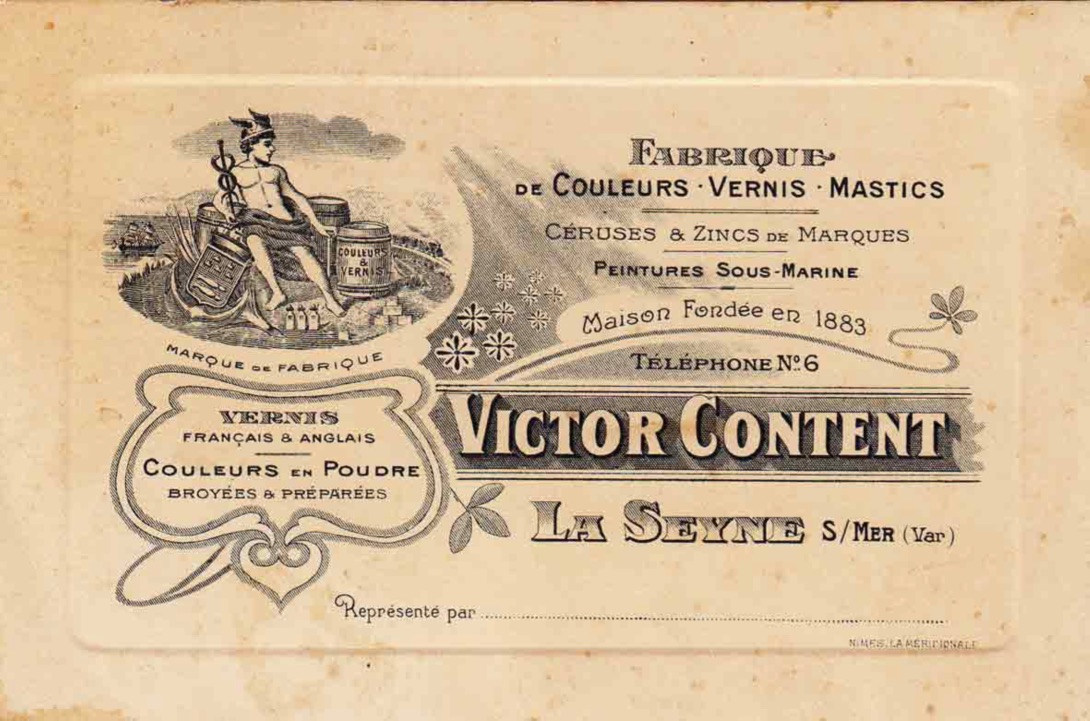 FABRIQUE
DE COULEURS · VERNIS · MASTICS
CÉRUSES & ZINCS DE MARQUES
PEINTURES SOUS-MARINE
Maison Fondée en 1883
TÉLÉPHONE Nº 6
COULEURS
&
VERNIS
MARQUE DE FABRIQUE
VERNIS
FRANÇAIS & ANGLAIS
COULEURS EN POUDRE
BROYÉES & PRÉPARÉES
VICTOR CONTENT
LA SEYNE S/MER (Var)
Représenté par
NIMES. LA MÉRIDIONALE